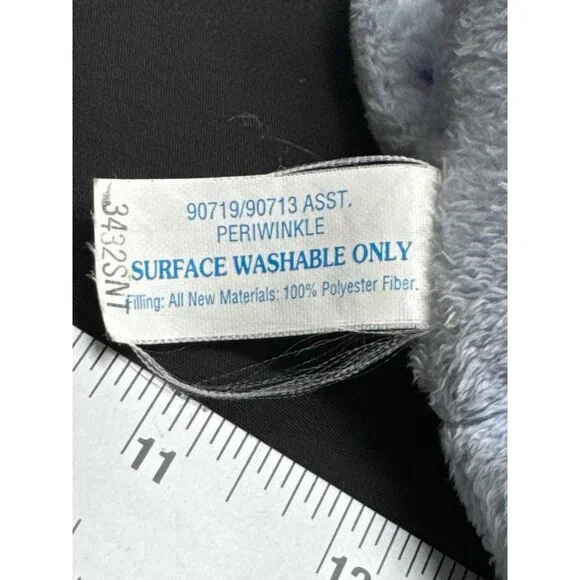 90719/90713 ASST.
PERIWINKLE
SURFACE WASHABLE ONLY
Filling: All New Materials: 100% Polyester Fiber.
3432SNT
11
12